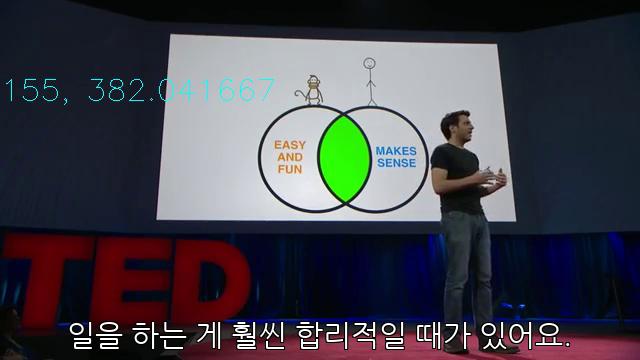 155, 382.041667
EASY
AND
FUN
MAKES
SENSE
TED
일을 하는 게 훨씬 합리적일 때가 있어요.